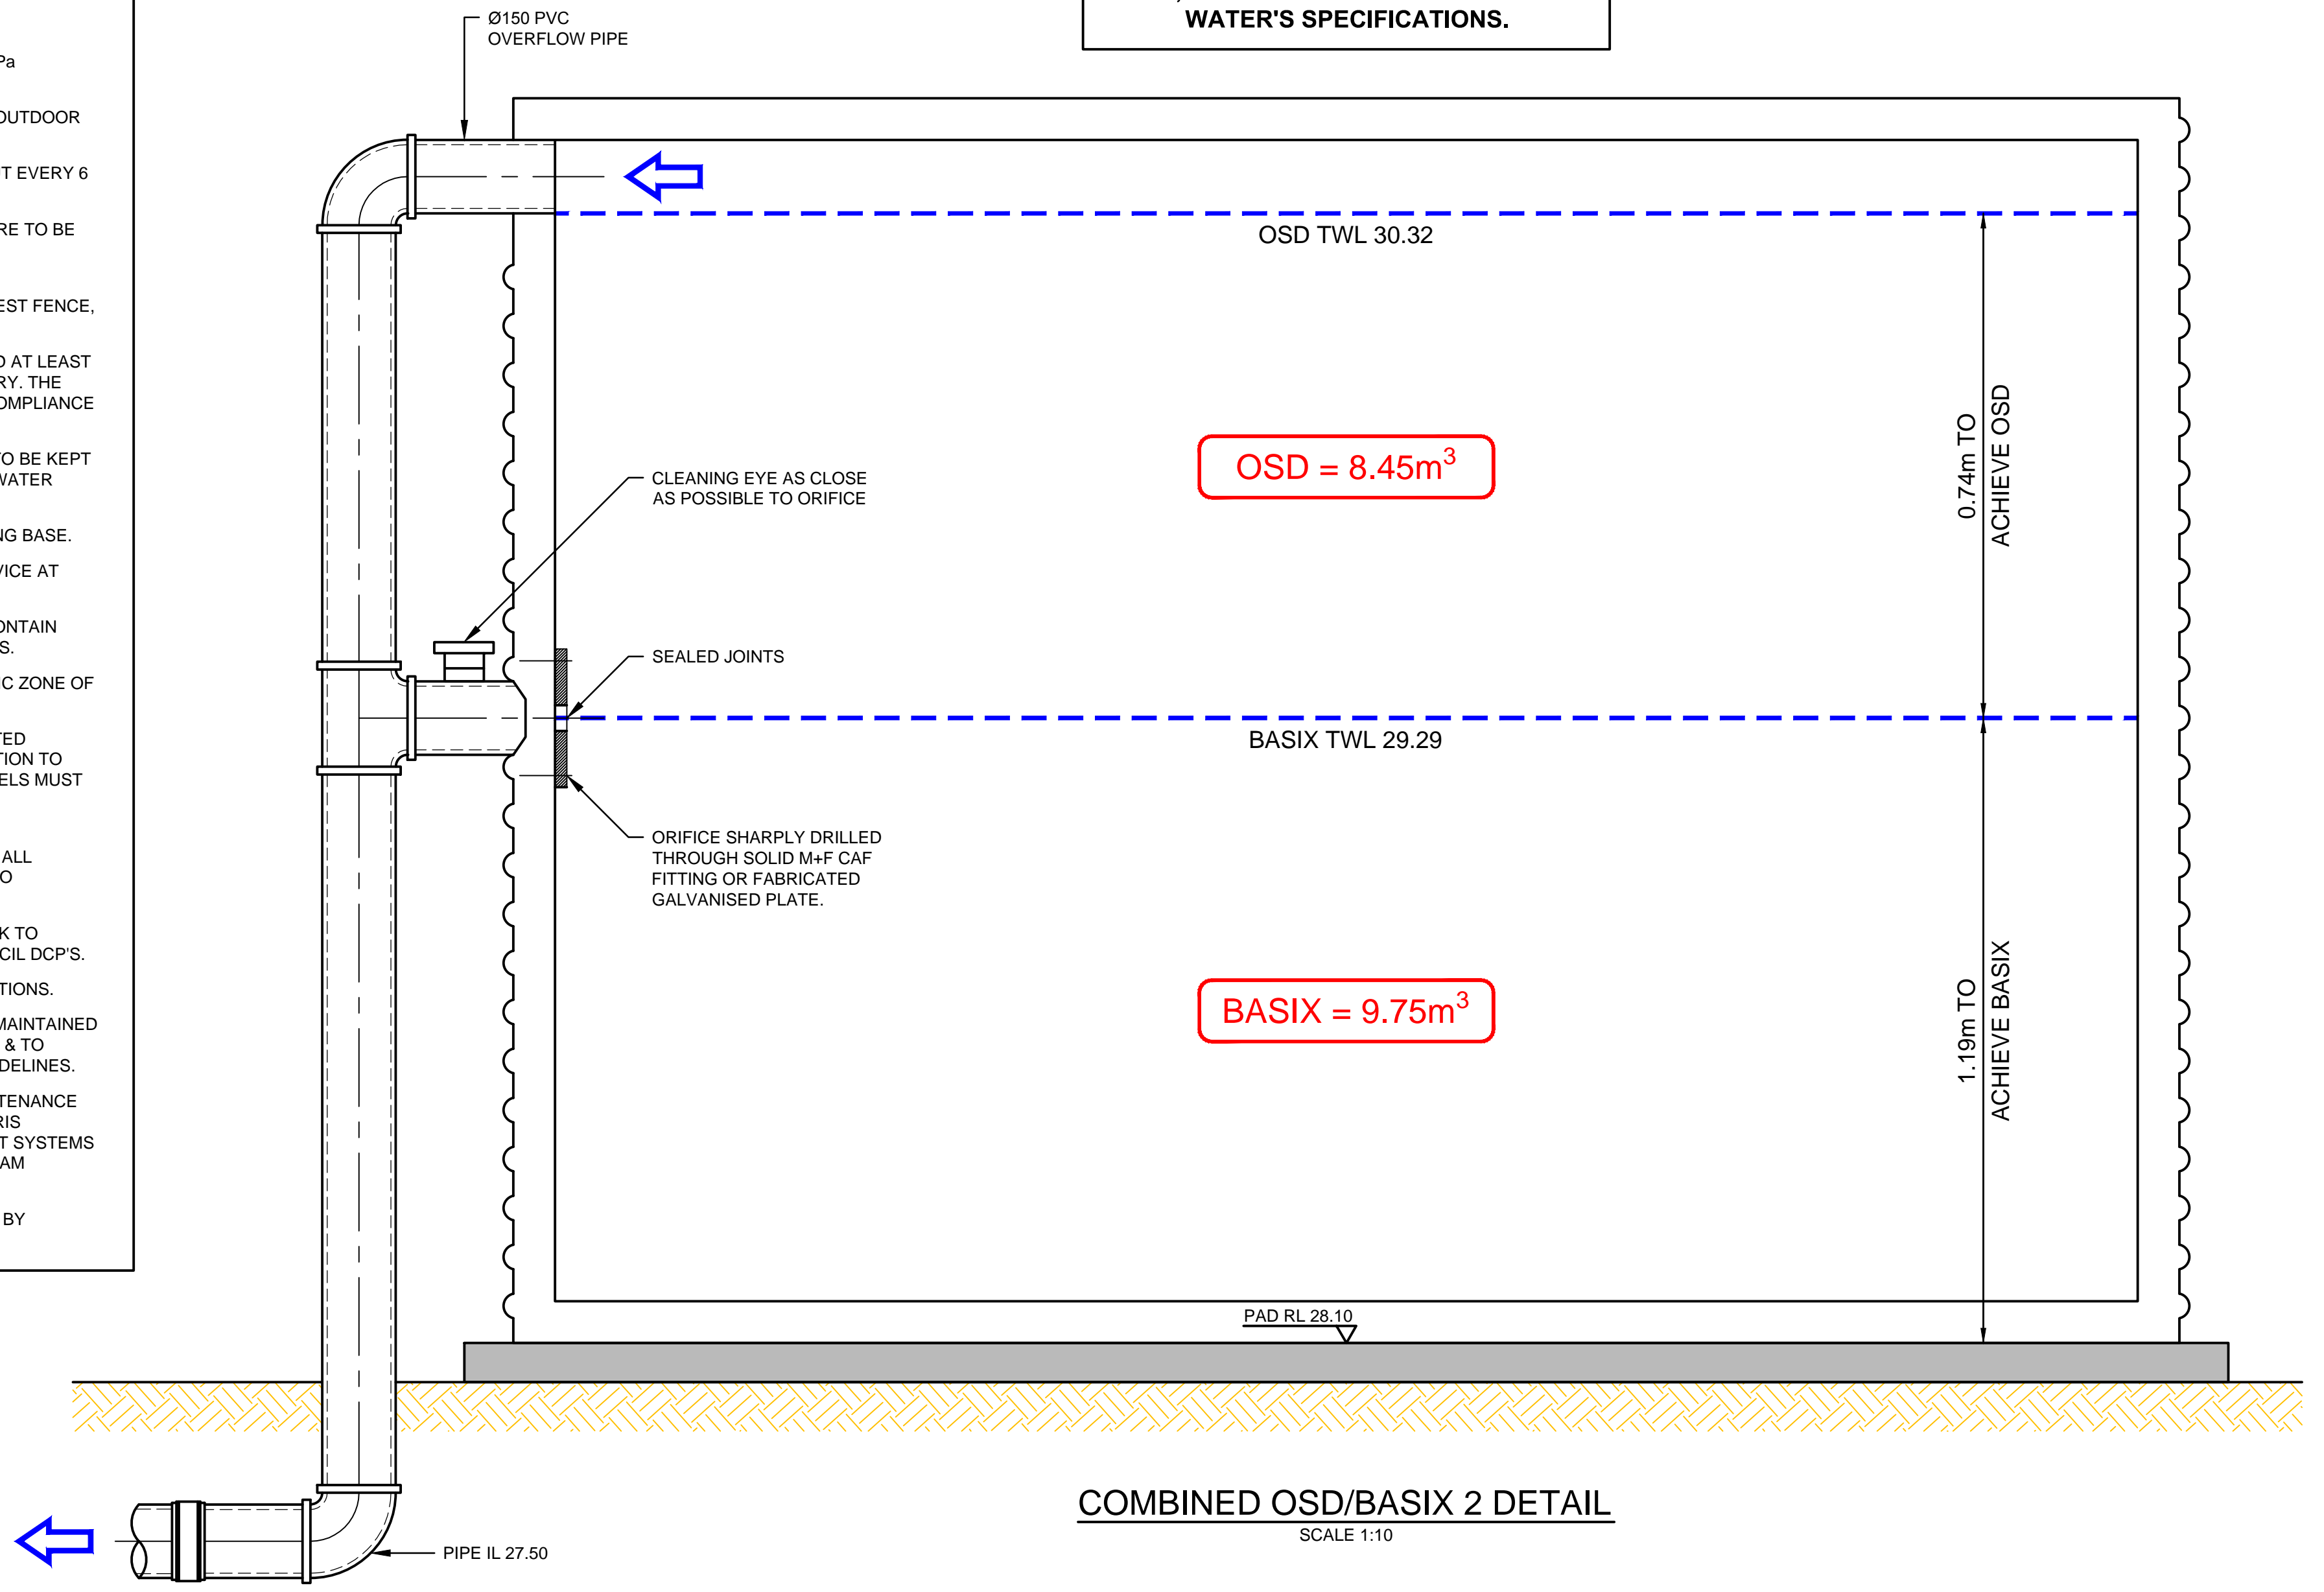 Pa
OUTDOOR
T EVERY 6
RE TO BE
EST FENCE,
D AT LEAST
RY. THE
OMPLIANCE
TO BE KEPT
WATER
NG BASE.
VICE AT
ONTAIN
S.
IC ZONE OF
TED
TION TO
ELS MUST
ALL
O
K TO
CIL DCP'S.
TIONS.
MAINTAINED
& TO
DELINES.
TENANCE
RIS
T SYSTEMS
AM
BY
Ø150 PVC
OVERFLOW PIPE
WATER'S SPECIFICATIONS.
OSD TWL 30.32
OSD = 8.45m³
0.74m TO
ACHIEVE OSD
CLEANING EYE AS CLOSE
AS POSSIBLE TO ORIFICE
SEALED JOINTS
BASIX TWL 29.29
ORIFICE SHARPLY DRILLED
THROUGH SOLID M+F CAF
FITTING OR FABRICATED
GALVANISED PLATE.
BASIX = 9.75m³
1.19m TO
ACHIEVE BASIX
PAD RL 28.10
COMBINED OSD/BASIX 2 DETAIL
SCALE 1:10
PIPE IL 27.50